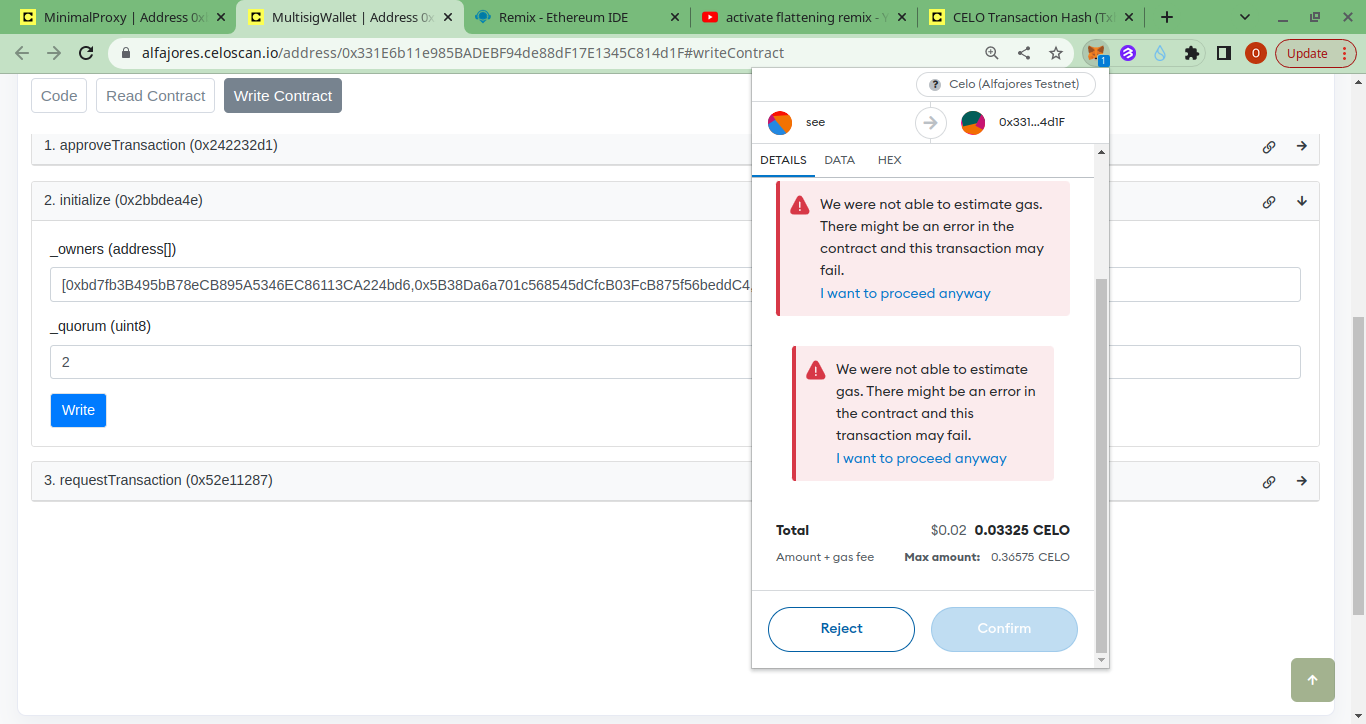 MinimalProxy | Address 0x
MultisigWallet | Address 0x
Remix - Ethereum IDE
activate flattening remix - Y
CELO Transaction Hash (Tx
alfajores.celoscan.io/address/0x331E6b11e985BADEBF94de88dF17E1345C814d1F#writeContract
1
O
Update
Code
Read Contract
Write Contract
? Celo (Alfajores Testnet)
see
0x331...4d1F
DETAILS
DATA
HEX
1. approveTransaction (0x242232d1)
2. initialize (0x2bbdea4e)
_owners (address[])
[0xbd7fb3B495bB78eCB895A5346EC86113CA224bd6,0x5B38Da6a701c568545dCfcB03FcB875f56beddC4,
_quorum (uint8)
2
Write
3. requestTransaction (0x52e11287)
We were not able to estimate gas.
There might be an error in the
contract and this transaction may
fail.
I want to proceed anyway
We were not able to estimate
gas. There might be an error in
the contract and this
transaction may fail.
I want to proceed anyway
Total
$0.02 0.03325 CELO
Amount + gas fee
Max amount: 0.36575 CELO
Reject
Confirm